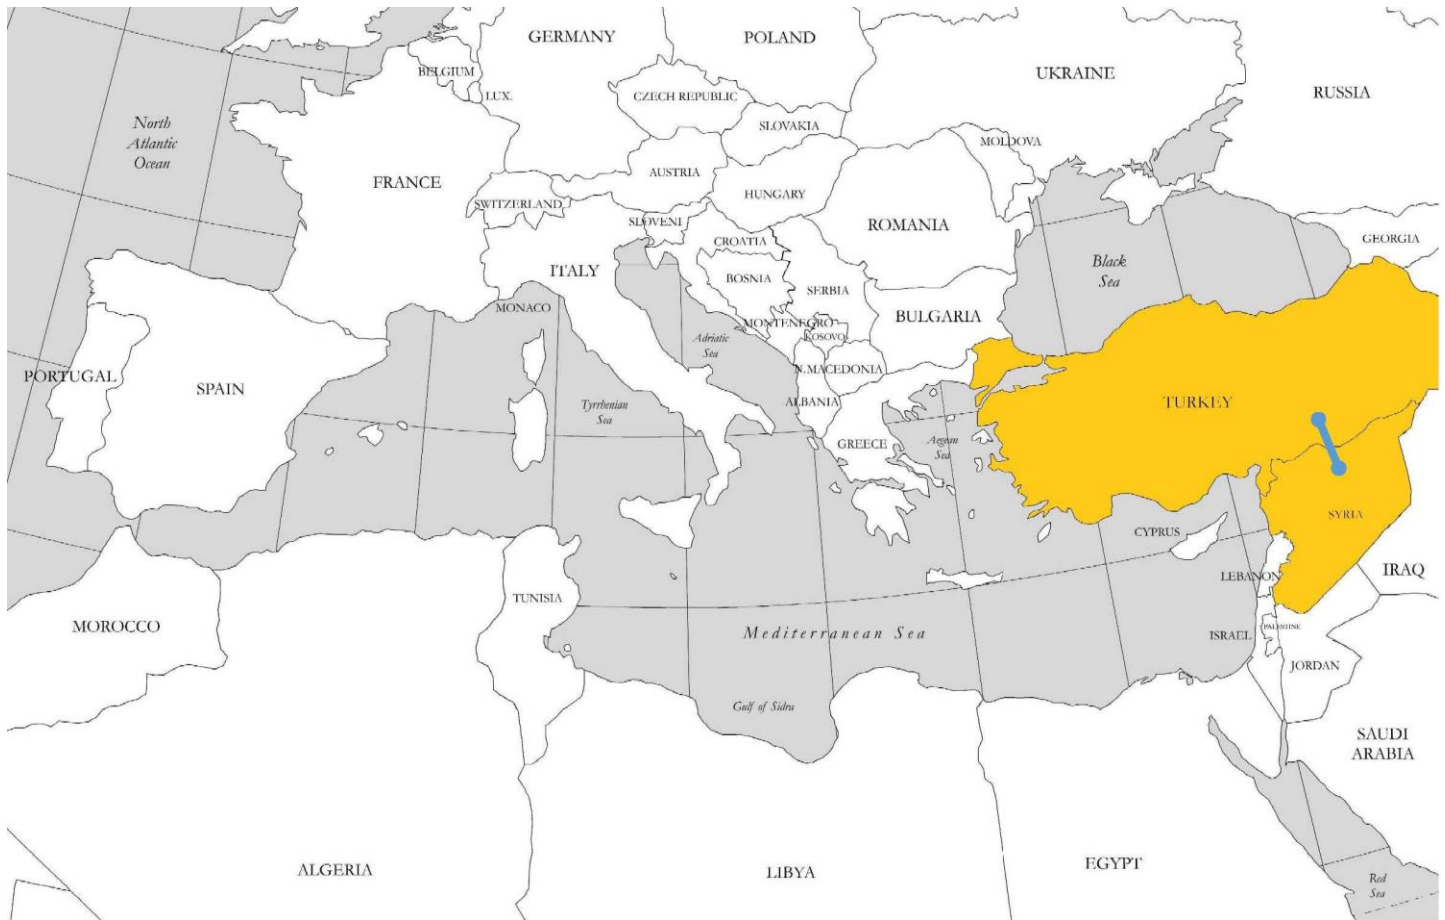 GERMANY
POLAND
UKRAINE
RUSSIA
BELGIUM
LUX.
CZECH REPUBLIC
SLOVAKIA
North
Atlantic
Ocean
MOLDOVA
FRANCE
AUSTRIA
HUNGARY
SWITZERLAND
SLOVENI
ROMANIA
CROATIA
GEORGIA
ITALY
BOSNIA
SERBIA
Black
Sea
MONACO
MONTENEGRO
KOSOVO
BULGARIA
Adriatic
Sea
N.MACEDONIA
PORTUGAL
SPAIN
ALBANIA
TURKEY
Tyrrhenian
Sea
GREECE
Aegean
Sea
SYRIA
CYPRUS
LEBANON
IRAQ
TUNISIA
MOROCCO
Mediterranean Sea
ISRAEL
PALESTINE
JORDAN
Gulf of Sidra
SAUDI
ARABIA
ALGERIA
LIBYA
EGYPT
Red
Sea